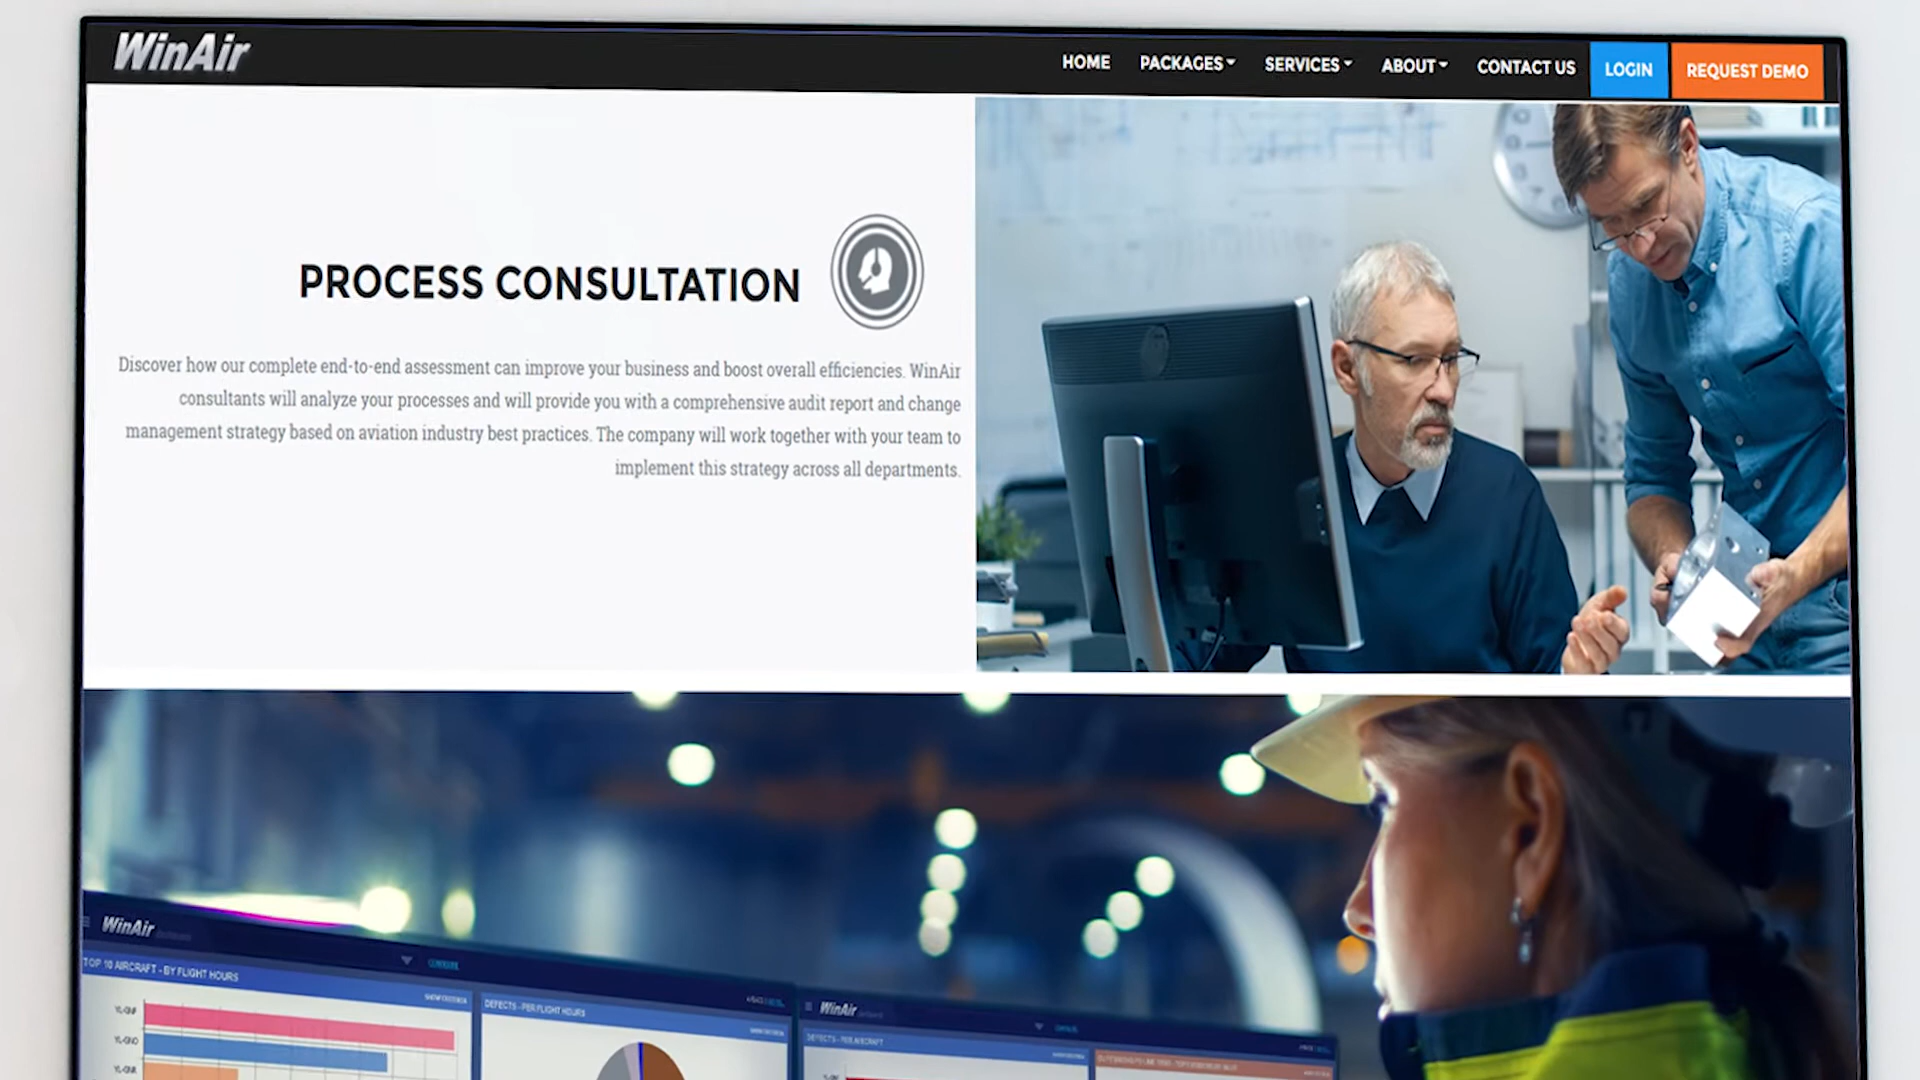 WinAir
HOME PACKAGES SERVICES ABOUT CONTACT US LOGIN REQUEST DEMO
PROCESS CONSULTATION
Discover how our complete end-to-end assessment can improve your business and boost overall efficiencies. WinAir
consultants will analyze your processes and will provide you with a comprehensive audit report and change
management strategy based on aviation industry best practices. The company will work together with your team to
implement this strategy across all departments.
WinAir
TOP 10 AIRCRAFT - BY FLIGHT HOURS
SHOW CRITERIA
DEFECTS - PER FLIGHT HOURS
WinAir
DEFECTS - PER AIRCRAFT